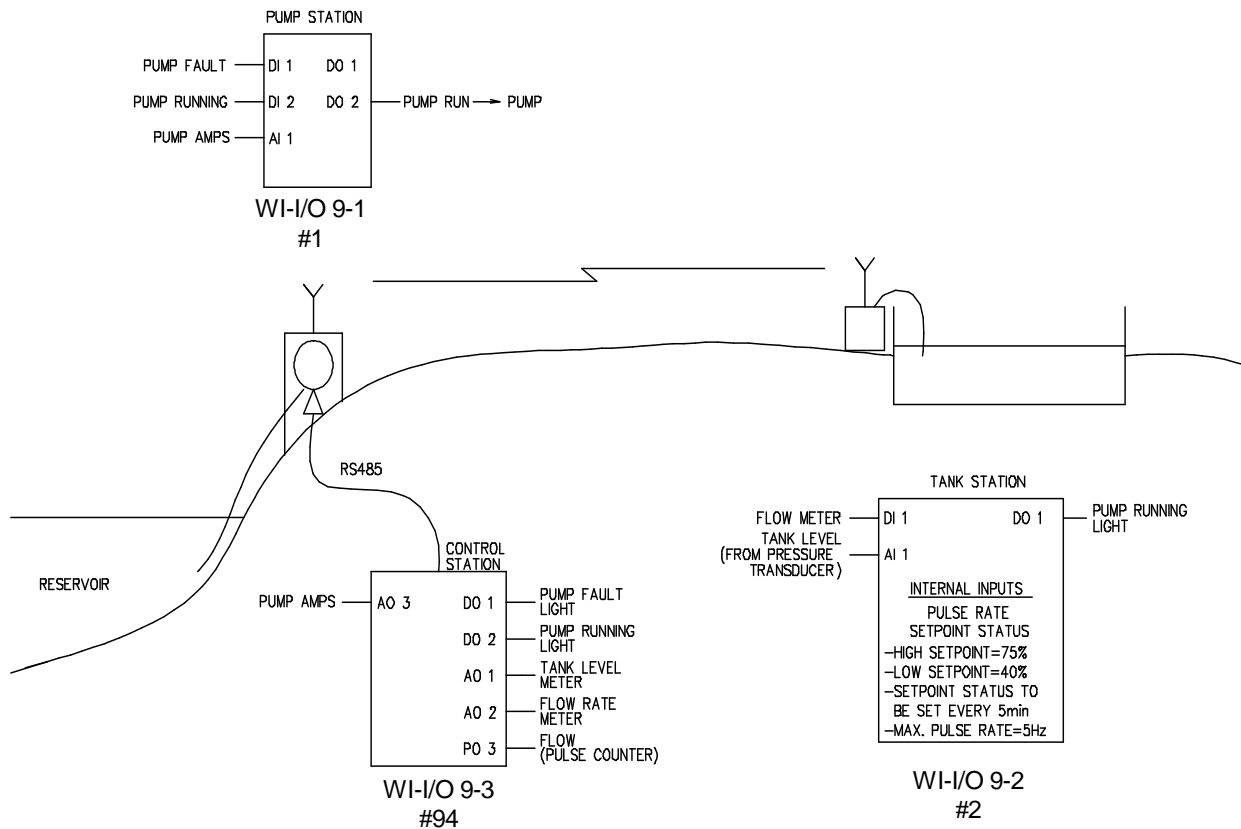 PUMP STATION
PUMP FAULT
DI 1
DO 1
PUMP RUNNING
DI 2
DO 2
PUMP RUN
PUMP
PUMP AMPS
AI 1
WI-I/O 9-1
#1
RS485
RESERVOIR
CONTROL
STATION
PUMP AMPS
AO 3
DO 1
PUMP FAULT
LIGHT
DO 2
PUMP RUNNING
LIGHT
AO 1
TANK LEVEL
METER
AO 2
FLOW RATE
METER
PO 3
FLOW
(PULSE COUNTER)
WI-I/O 9-3
#94
TANK STATION
FLOW METER
DI 1
DO 1
PUMP RUNNING
LIGHT
TANK LEVEL
(FROM PRESSURE
TRANSDUCER)
AI 1
INTERNAL INPUTS
PULSE RATE
SETPOINT STATUS
-HIGH SETPOINT=75%
-LOW SETPOINT=40%
-SETPOINT STATUS TO
BE SET EVERY 5min
-MAX. PULSE RATE=5Hz
WI-I/O 9-2
#2